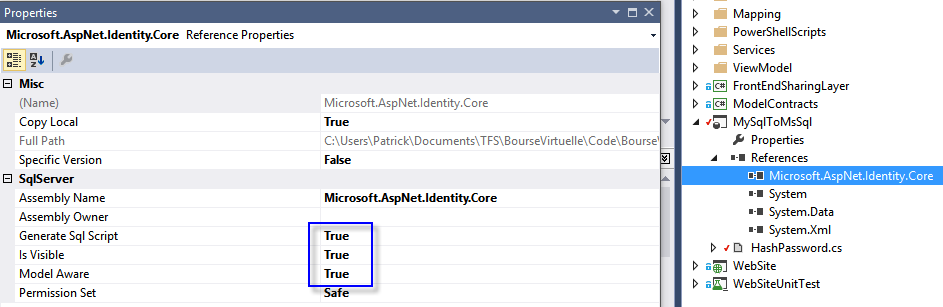 Properties
Microsoft.AspNet.Identity.Core Reference Properties
Misc
(Name) Microsoft.AspNet.Identity.Core
Copy Local True
Full Path C:\Users\Patrick\Documents\TFS\BourseVirtuelle\Code\Bourse\
Specific Version False
SqlServer
Assembly Name Microsoft.AspNet.Identity.Core
Assembly Owner
Generate Sql Script True
Is Visible True
Model Aware True
Permission Set Safe
Mapping
PowerShellScripts
Services
ViewModel
FrontEndSharingLayer
ModelContracts
MySqlToMsSql
Properties
References
Microsoft.AspNet.Identity.Core
System
System.Data
System.Xml
HashPassword.cs
WebSite
WebSiteUnitTest